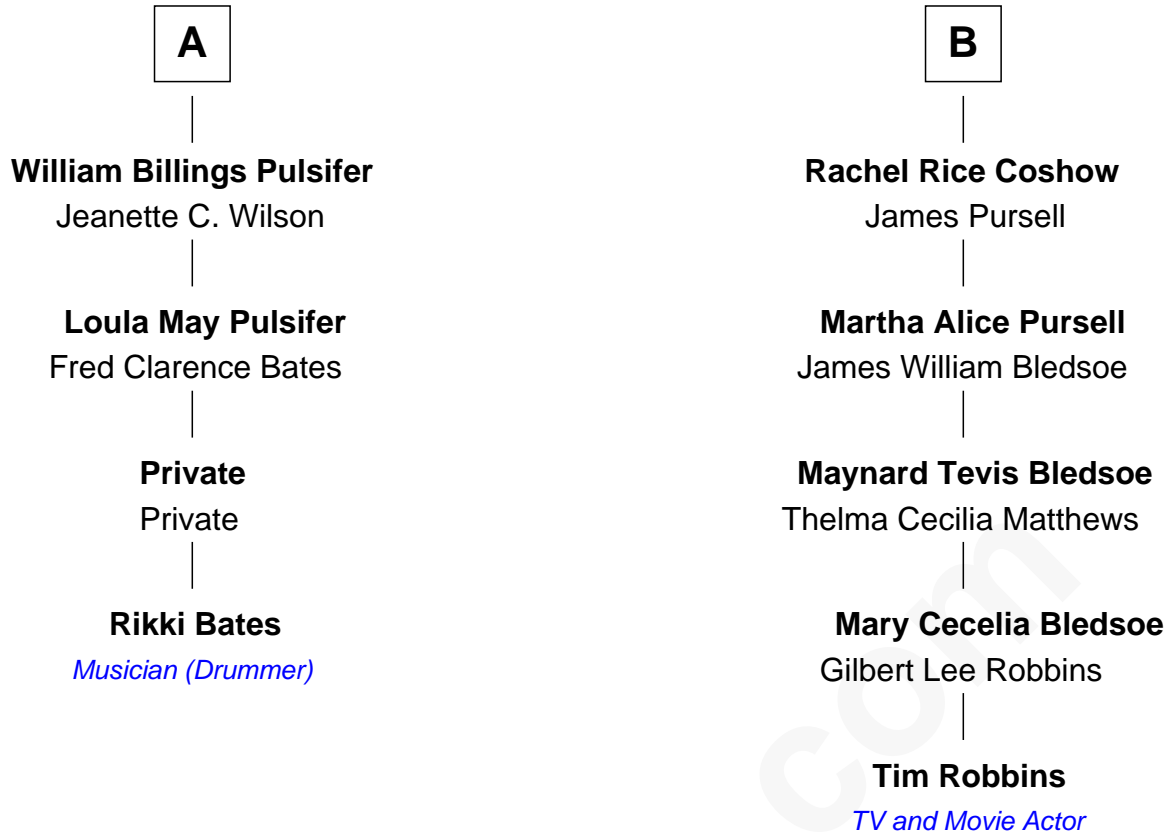 A
William Billings Pulsifer
Jeanette C. Wilson
Loula May Pulsifer
Fred Clarence Bates
Private
Private
Rikki Bates
Musician (Drummer)
B
Rachel Rice Coshow
James Pursell
Martha Alice Pursell
James William Bledsoe
Maynard Tevis Bledsoe
Thelma Cecilia Matthews
Mary Cecelia Bledsoe
Gilbert Lee Robbins
Tim Robbins
TV and Movie Actor
com